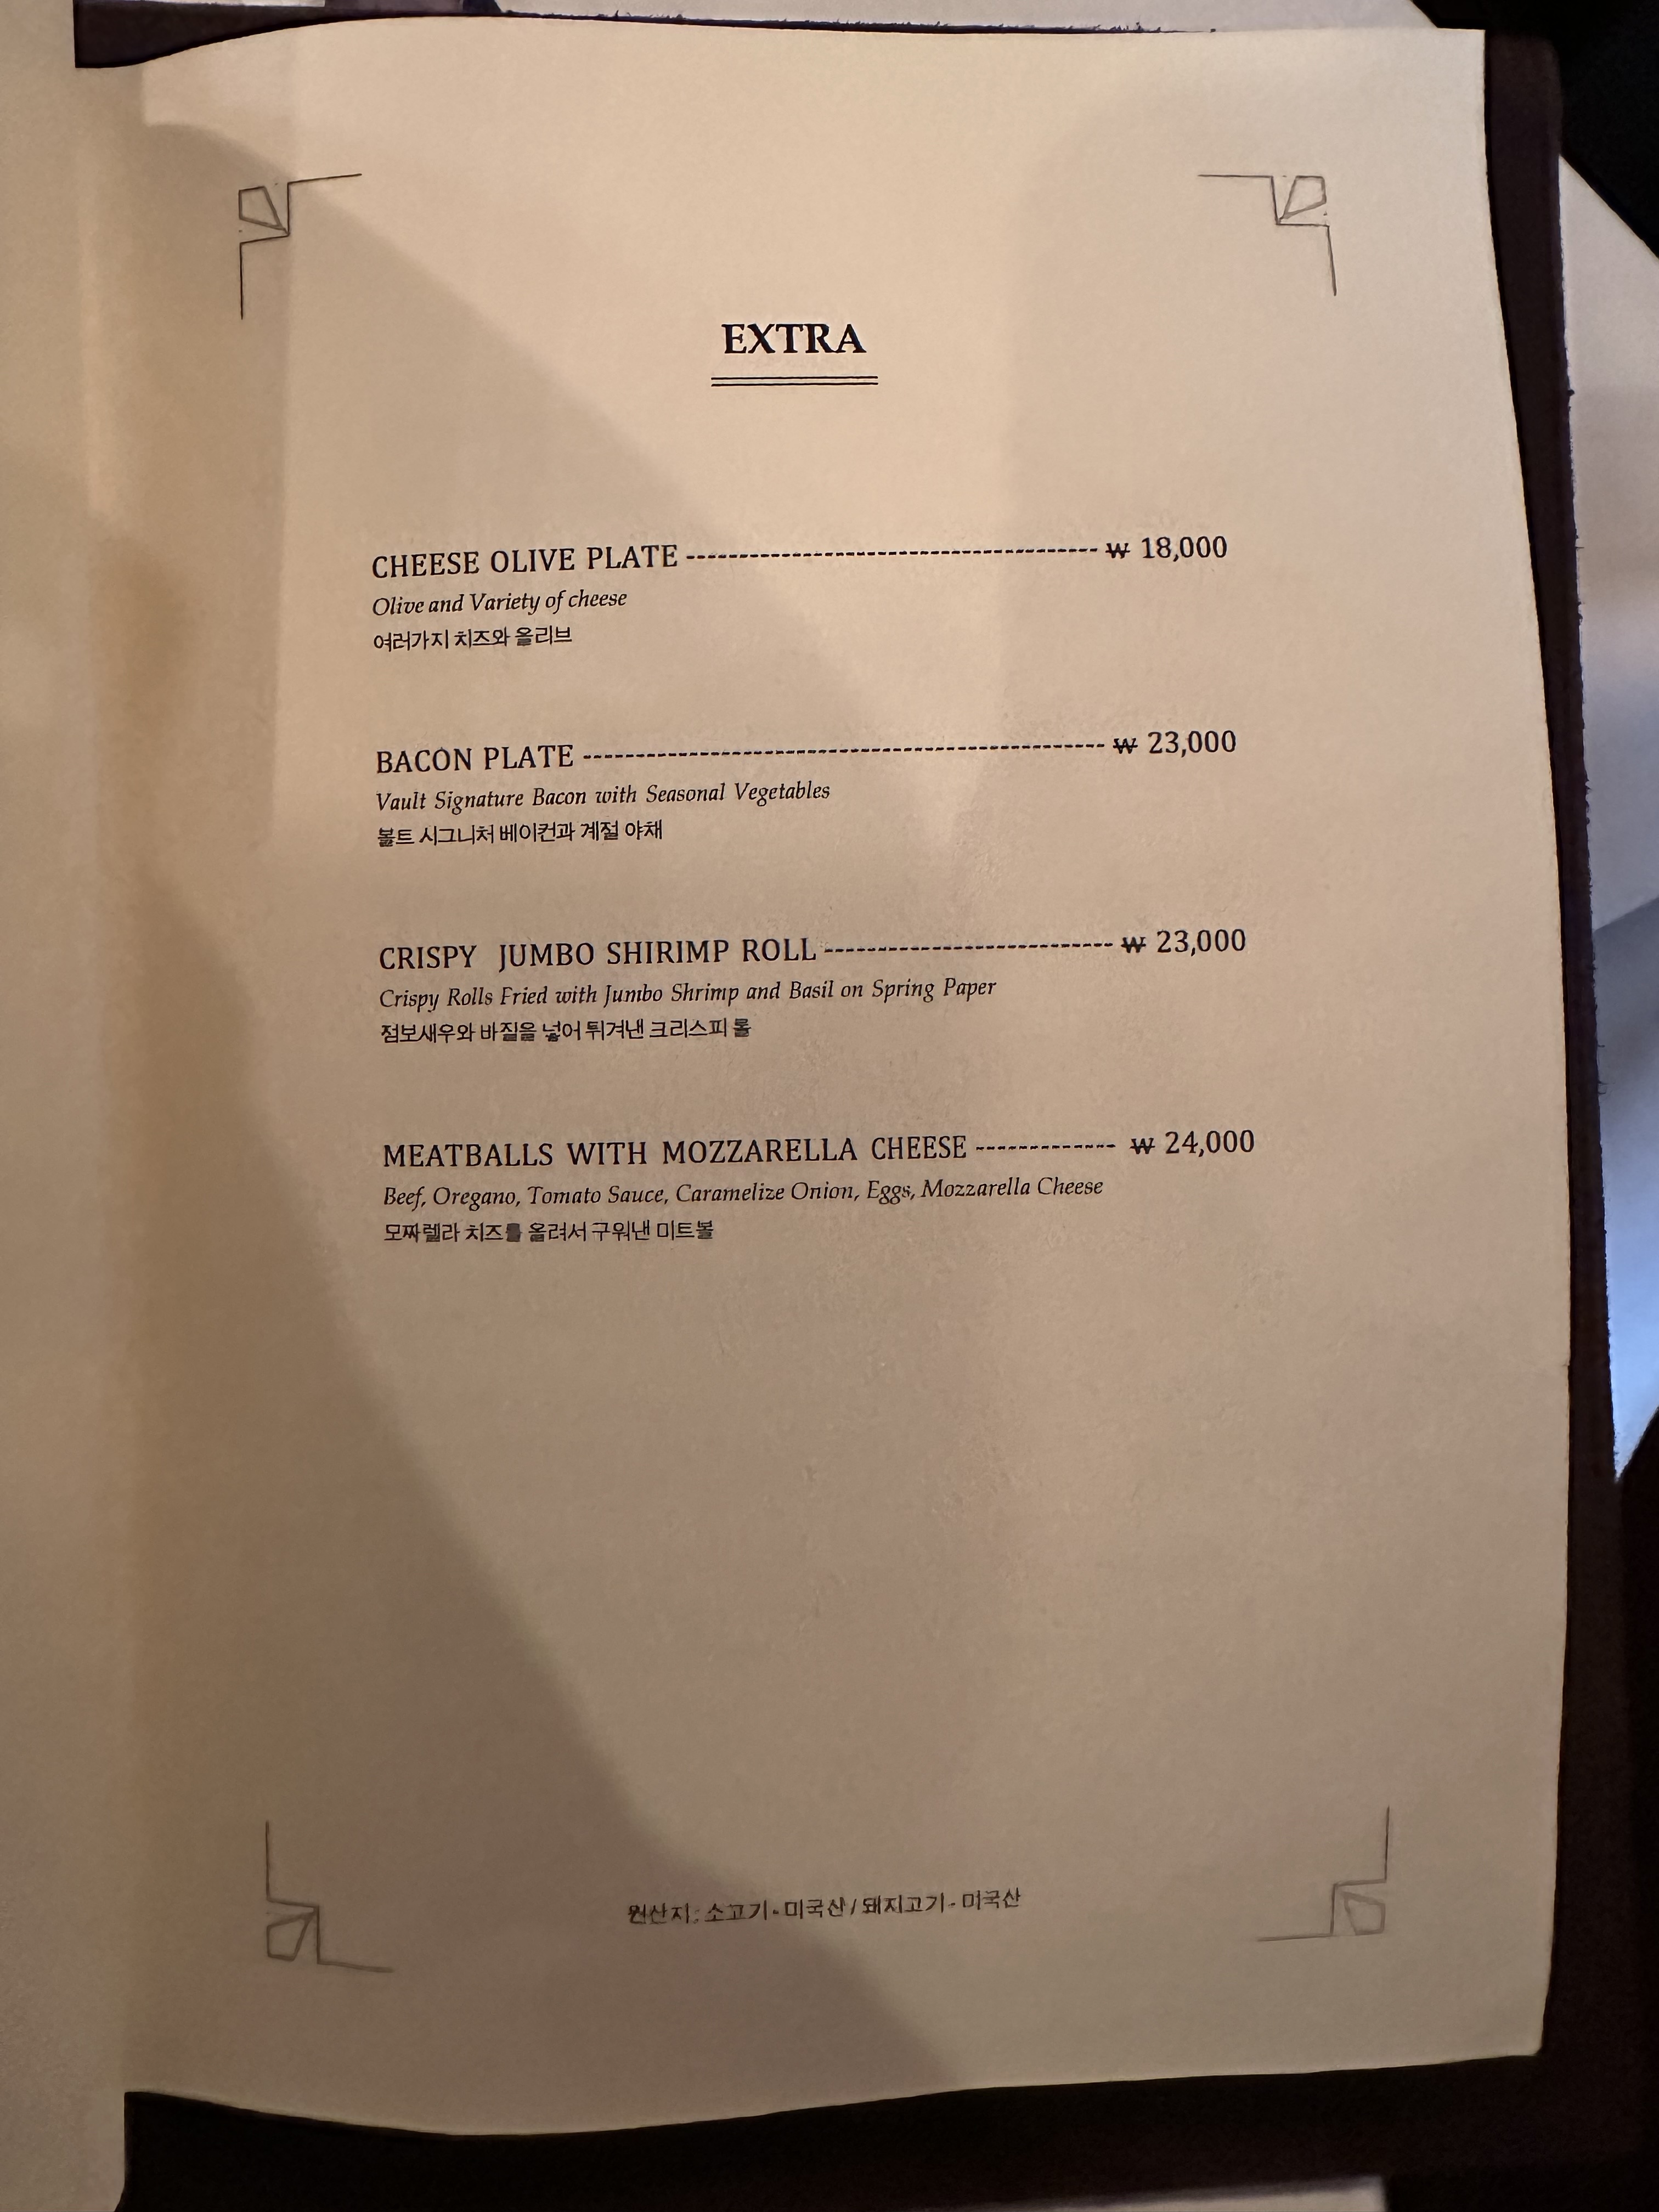 EXTRA
CHEESE OLIVE PLATE ---------------------------------------- ₩ 18,000
Olive and Variety of cheese
여러가지 치즈와 올리브
BACON PLATE -------------------------------------------------- ₩ 23,000
Vault Signature Bacon with Seasonal Vegetables
볼트 시그니처 베이컨과 계절 야채
CRISPY JUMBO SHIRIMP ROLL ---------------------------- ₩ 23,000
Crispy Rolls Fried with Jumbo Shrimp and Basil on Spring Paper
점보새우와 바질을 넣어 튀겨낸 크리스피 롤
MEATBALLS WITH MOZZARELLA CHEESE ------------- ₩ 24,000
Beef, Oregano, Tomato Sauce, Caramelize Onion, Eggs, Mozzarella Cheese
모짜렐라 치즈를 올려서 구워낸 미트볼
원산지: 소고기- 미국산 / 돼지고기- 미국산